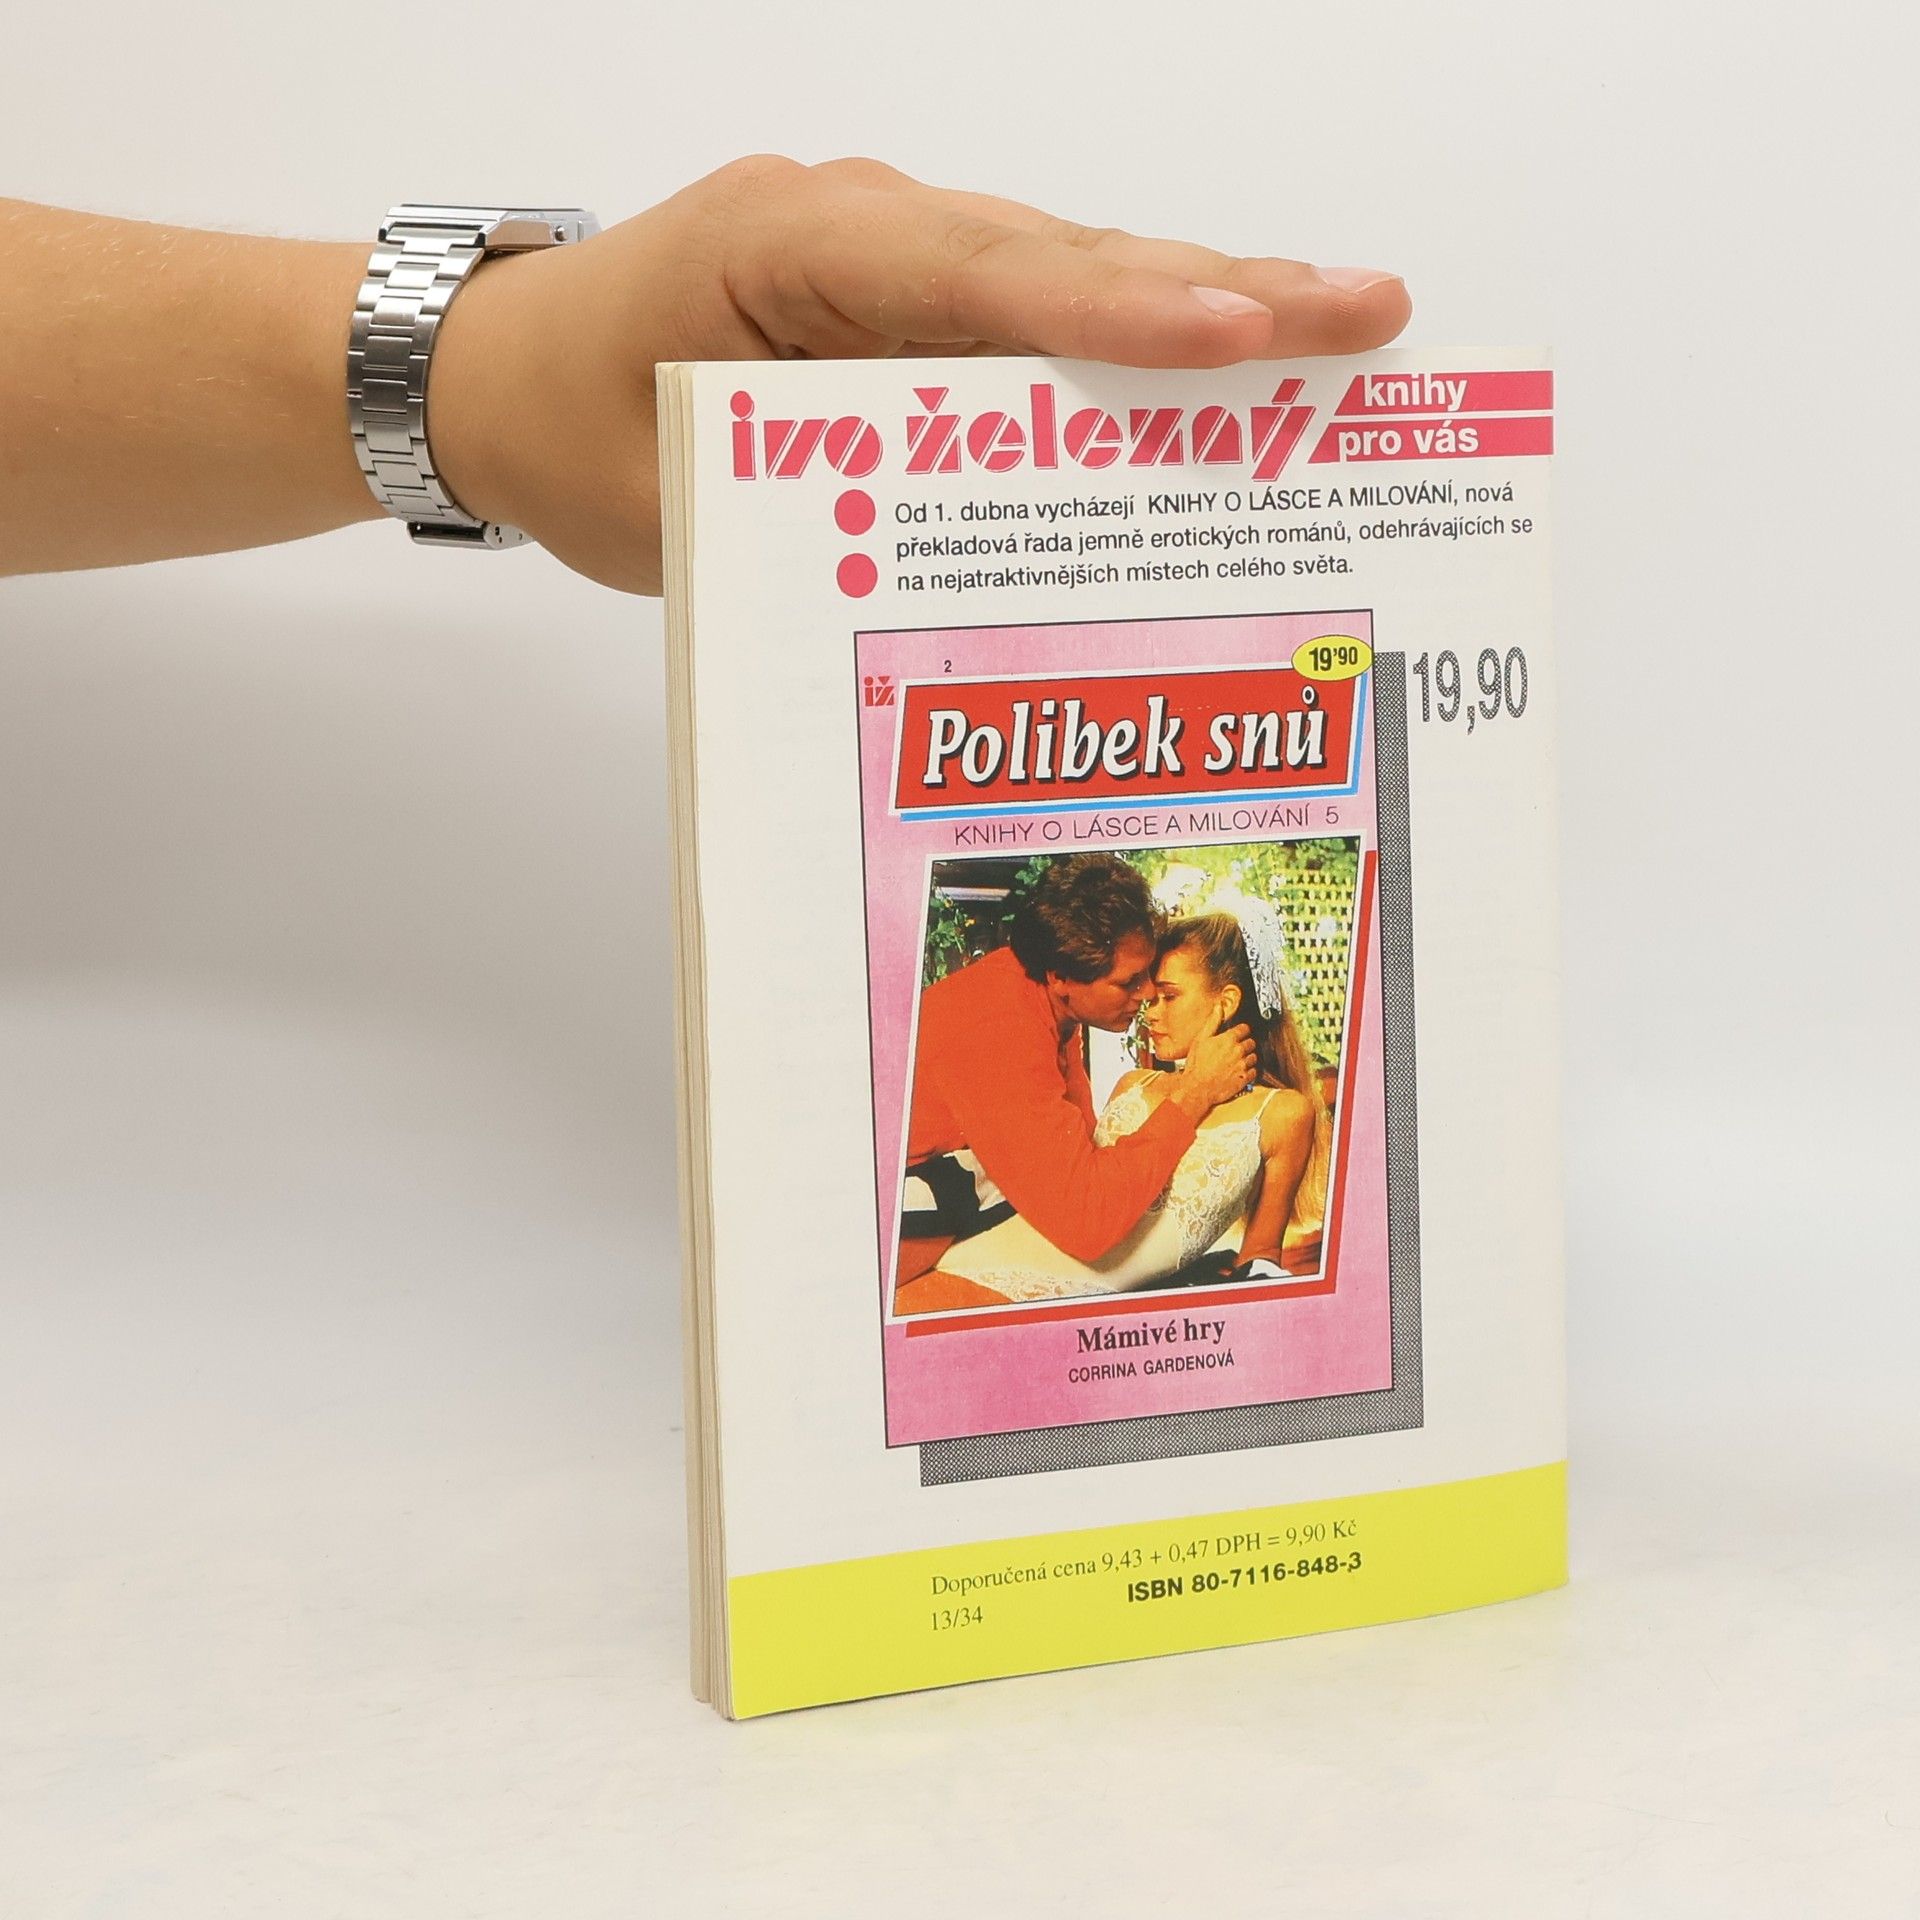 ivo železný
knihy
pro vás
Od 1. dubna vycházejí KNIHY O LÁSCE A MILOVÁNÍ, nová
překladová řada jemně erotických románů, odehrávajících se
na nejatraktivnějších místech celého světa.
2
19'90
19,90
iž
Polibek snů
KNIHY O LÁSCE A MILOVÁNÍ 5
Mámivé hry
CORRINA GARDENOVÁ
Doporučená cena 9,43 + 0,47 DPH = 9,90 Kč
ISBN 80-7116-848-3
13/34